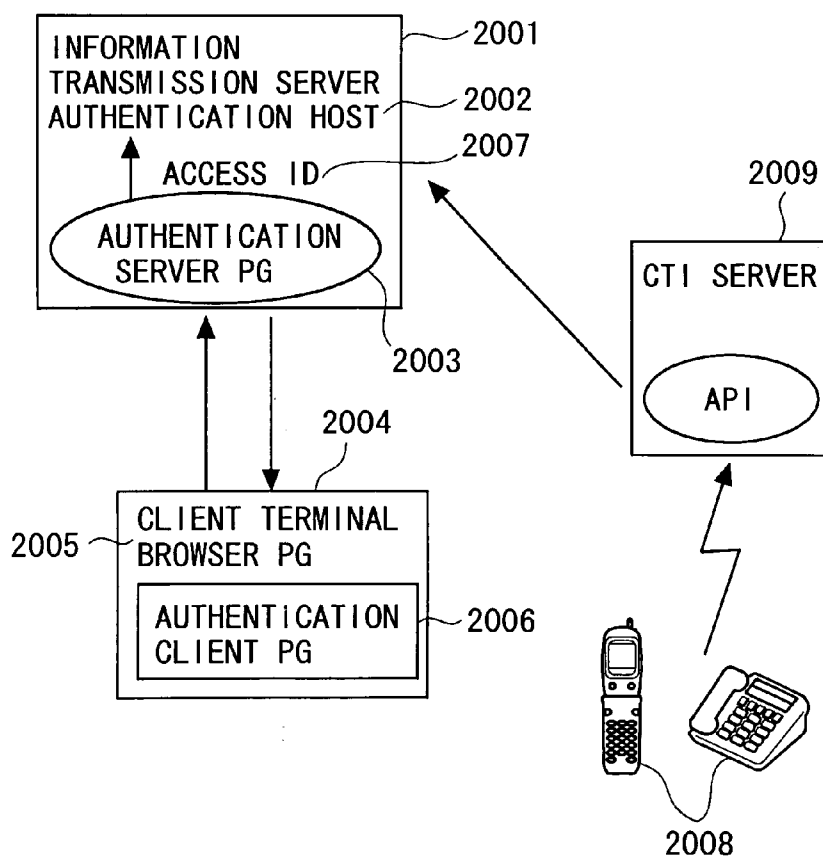 2001
INFORMATION
TRANSMISSION SERVER
AUTHENTICATION HOST
2002
ACCESS ID
2007
AUTHENTICATION
SERVER PG
2003
2009
CTI SERVER
API
2004
2005
CLIENT TERMINAL
BROWSER PG
AUTHENTICATION
CLIENT PG
2006
2008